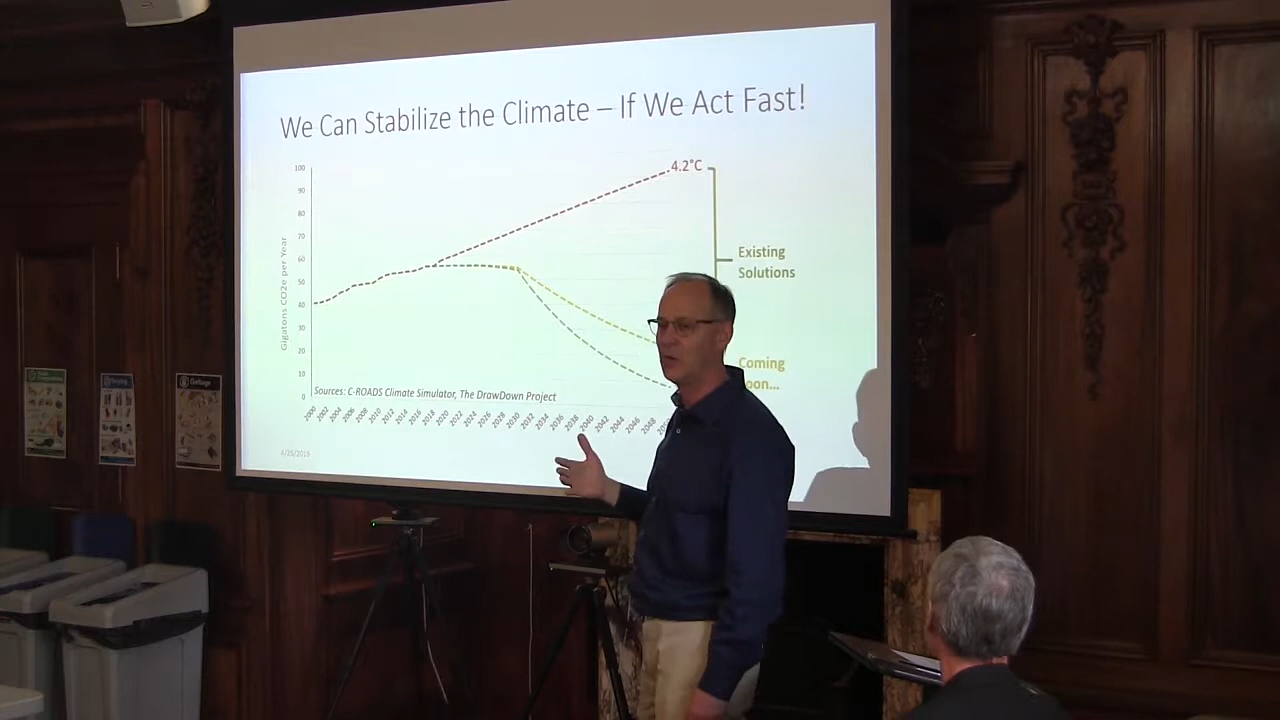 We Can Stabilize the Climate – If We Act Fast!
100
90
80
70
60
50
40
30
20
10
0
Gigatons CO2e per Year
4.2°C
Existing
Solutions
Coming
oon...
Sources: C-ROADS Climate Simulator, The DrawDown Project
2000 2002 2004 2006 2008 2010 2012 2014 2016 2018 2020 2022 2024 2026 2028 2030 2032 2034 2036 2038 2040 2042 2044 2046 2048
Recycling
Garbage